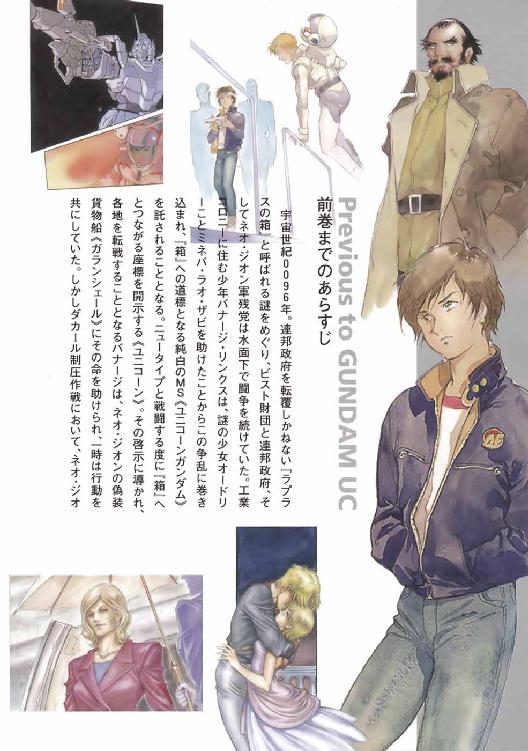 Previous to GUNDAM UC
前巻までのあらすじ
宇宙世紀0096年。連邦政府を転覆しかねない『ラプラ
スの箱』と呼ばれる謎をめぐり、ビスト財団と連邦政府、そ
してネオ・ジオン軍残党は水面下で闘争を続けていた。工業
コロニーに住む少年バナージ・リンクスは、謎の少女オードリ
ーことミネバ・ラオ・ザビを助けたことからこの争乱に巻き
込まれ、『箱』への道標となる純白のMS《ユニコーンガンダム》
を託されることとなる。ニュータイプと戦闘する度に『箱』へ
とつながる座標を開示する《ユニコーン》。その啓示に導かれ、
各地を転戦することとなるバナージは、ネオ・ジオンの偽装
貨物船《ガランシェール》にその命を助けられ、一時は行動を
共にしていた。しかしダカール制圧作戦において、ネオ・ジオ